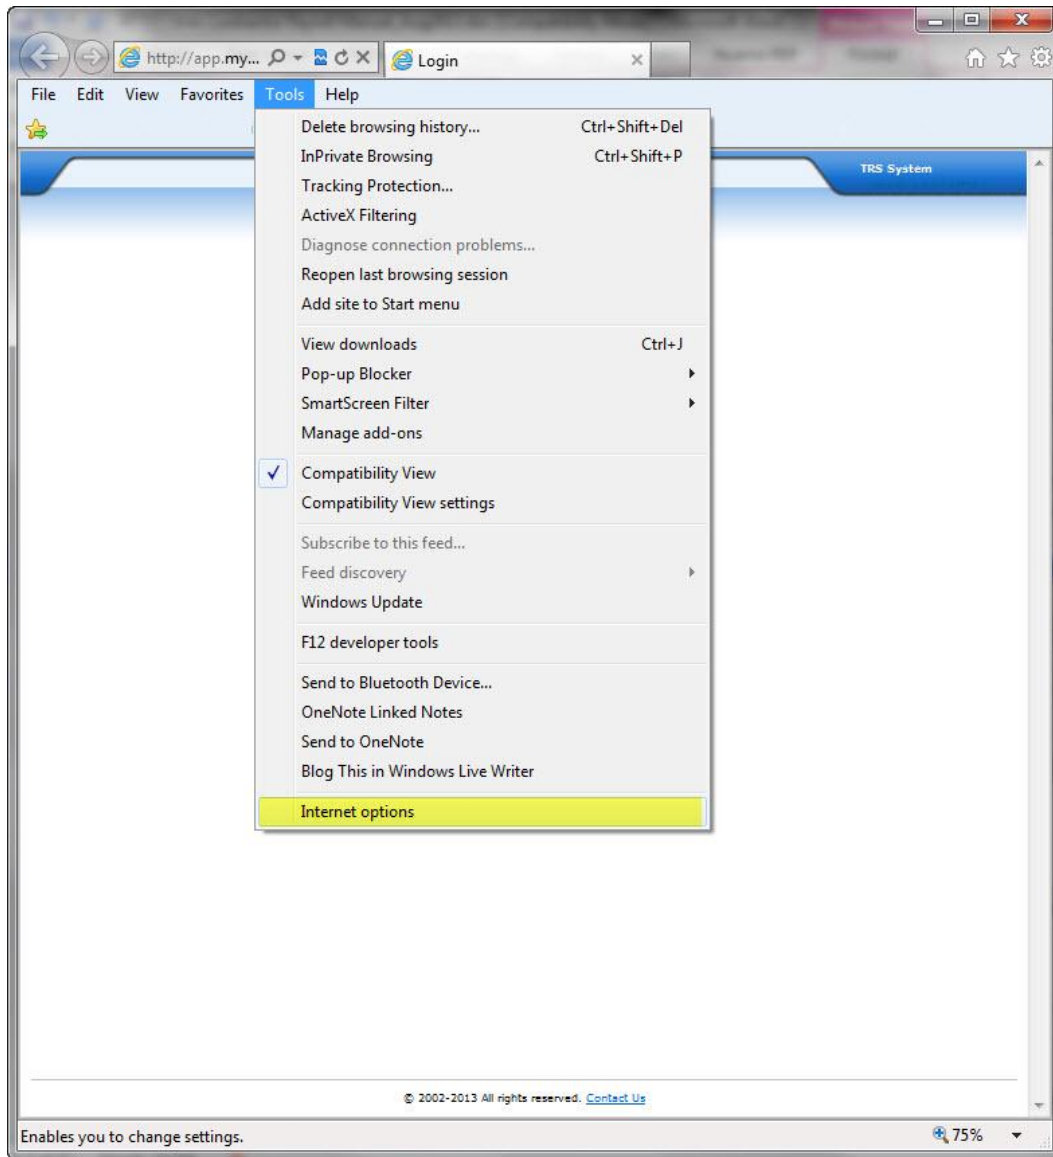 http://app.my...
Login
File Edit View Favorites Tools Help
Delete browsing history... Ctrl+Shift+Del
InPrivate Browsing Ctrl+Shift+P
Tracking Protection...
TRS System
ActiveX Filtering
Diagnose connection problems...
Reopen last browsing session
Add site to Start menu
View downloads Ctrl+J
Pop-up Blocker
SmartScreen Filter
Manage add-ons
Compatibility View
Compatibility View settings
Subscribe to this feed...
Feed discovery
Windows Update
F12 developer tools
Send to Bluetooth Device...
OneNote Linked Notes
Send to OneNote
Blog This in Windows Live Writer
Internet options
© 2002-2013 All rights reserved. Contact Us
Enables you to change settings. 75%